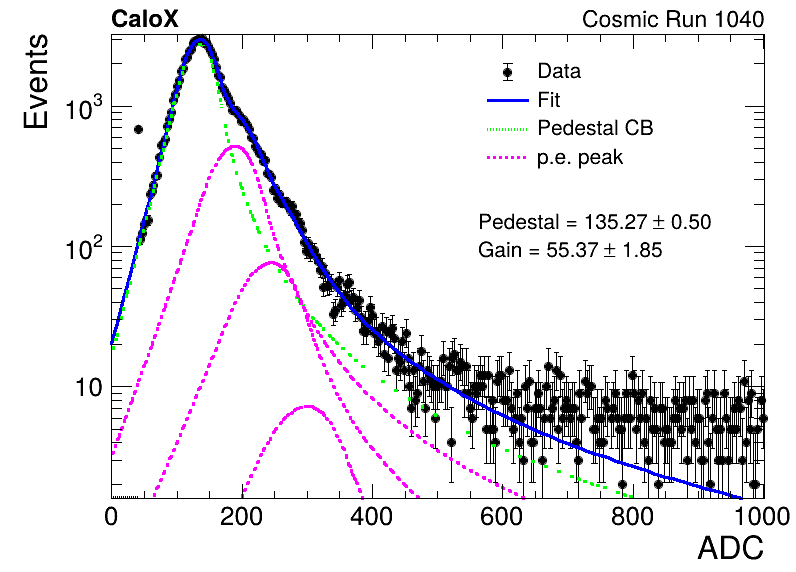 CaloX Cosmic Run 1040
Events
10³
10²
10
Data
Fit
Pedestal CB
p.e. peak
Pedestal = 135.27 ± 0.50
Gain = 55.37 ± 1.85
0 200 400 600 800 1000
ADC